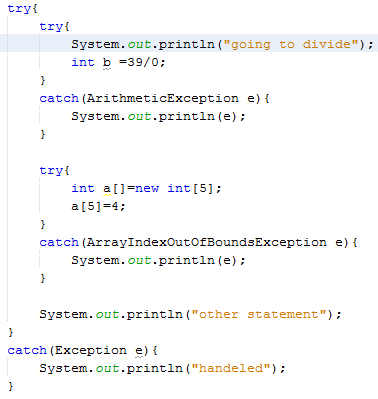 try{
    try{
        System.out.println("going to divide");
        int b =39/0;
    }
    catch(ArithmeticException e){
        System.out.println(e);
    }

    try{
        int a[]=new int[5];
        a[5]=4;
    }
    catch(ArrayIndexOutOfBoundsException e){
        System.out.println(e);
    }

    System.out.println("other statement");
}
catch(Exception e){
    System.out.println("handeled");
}